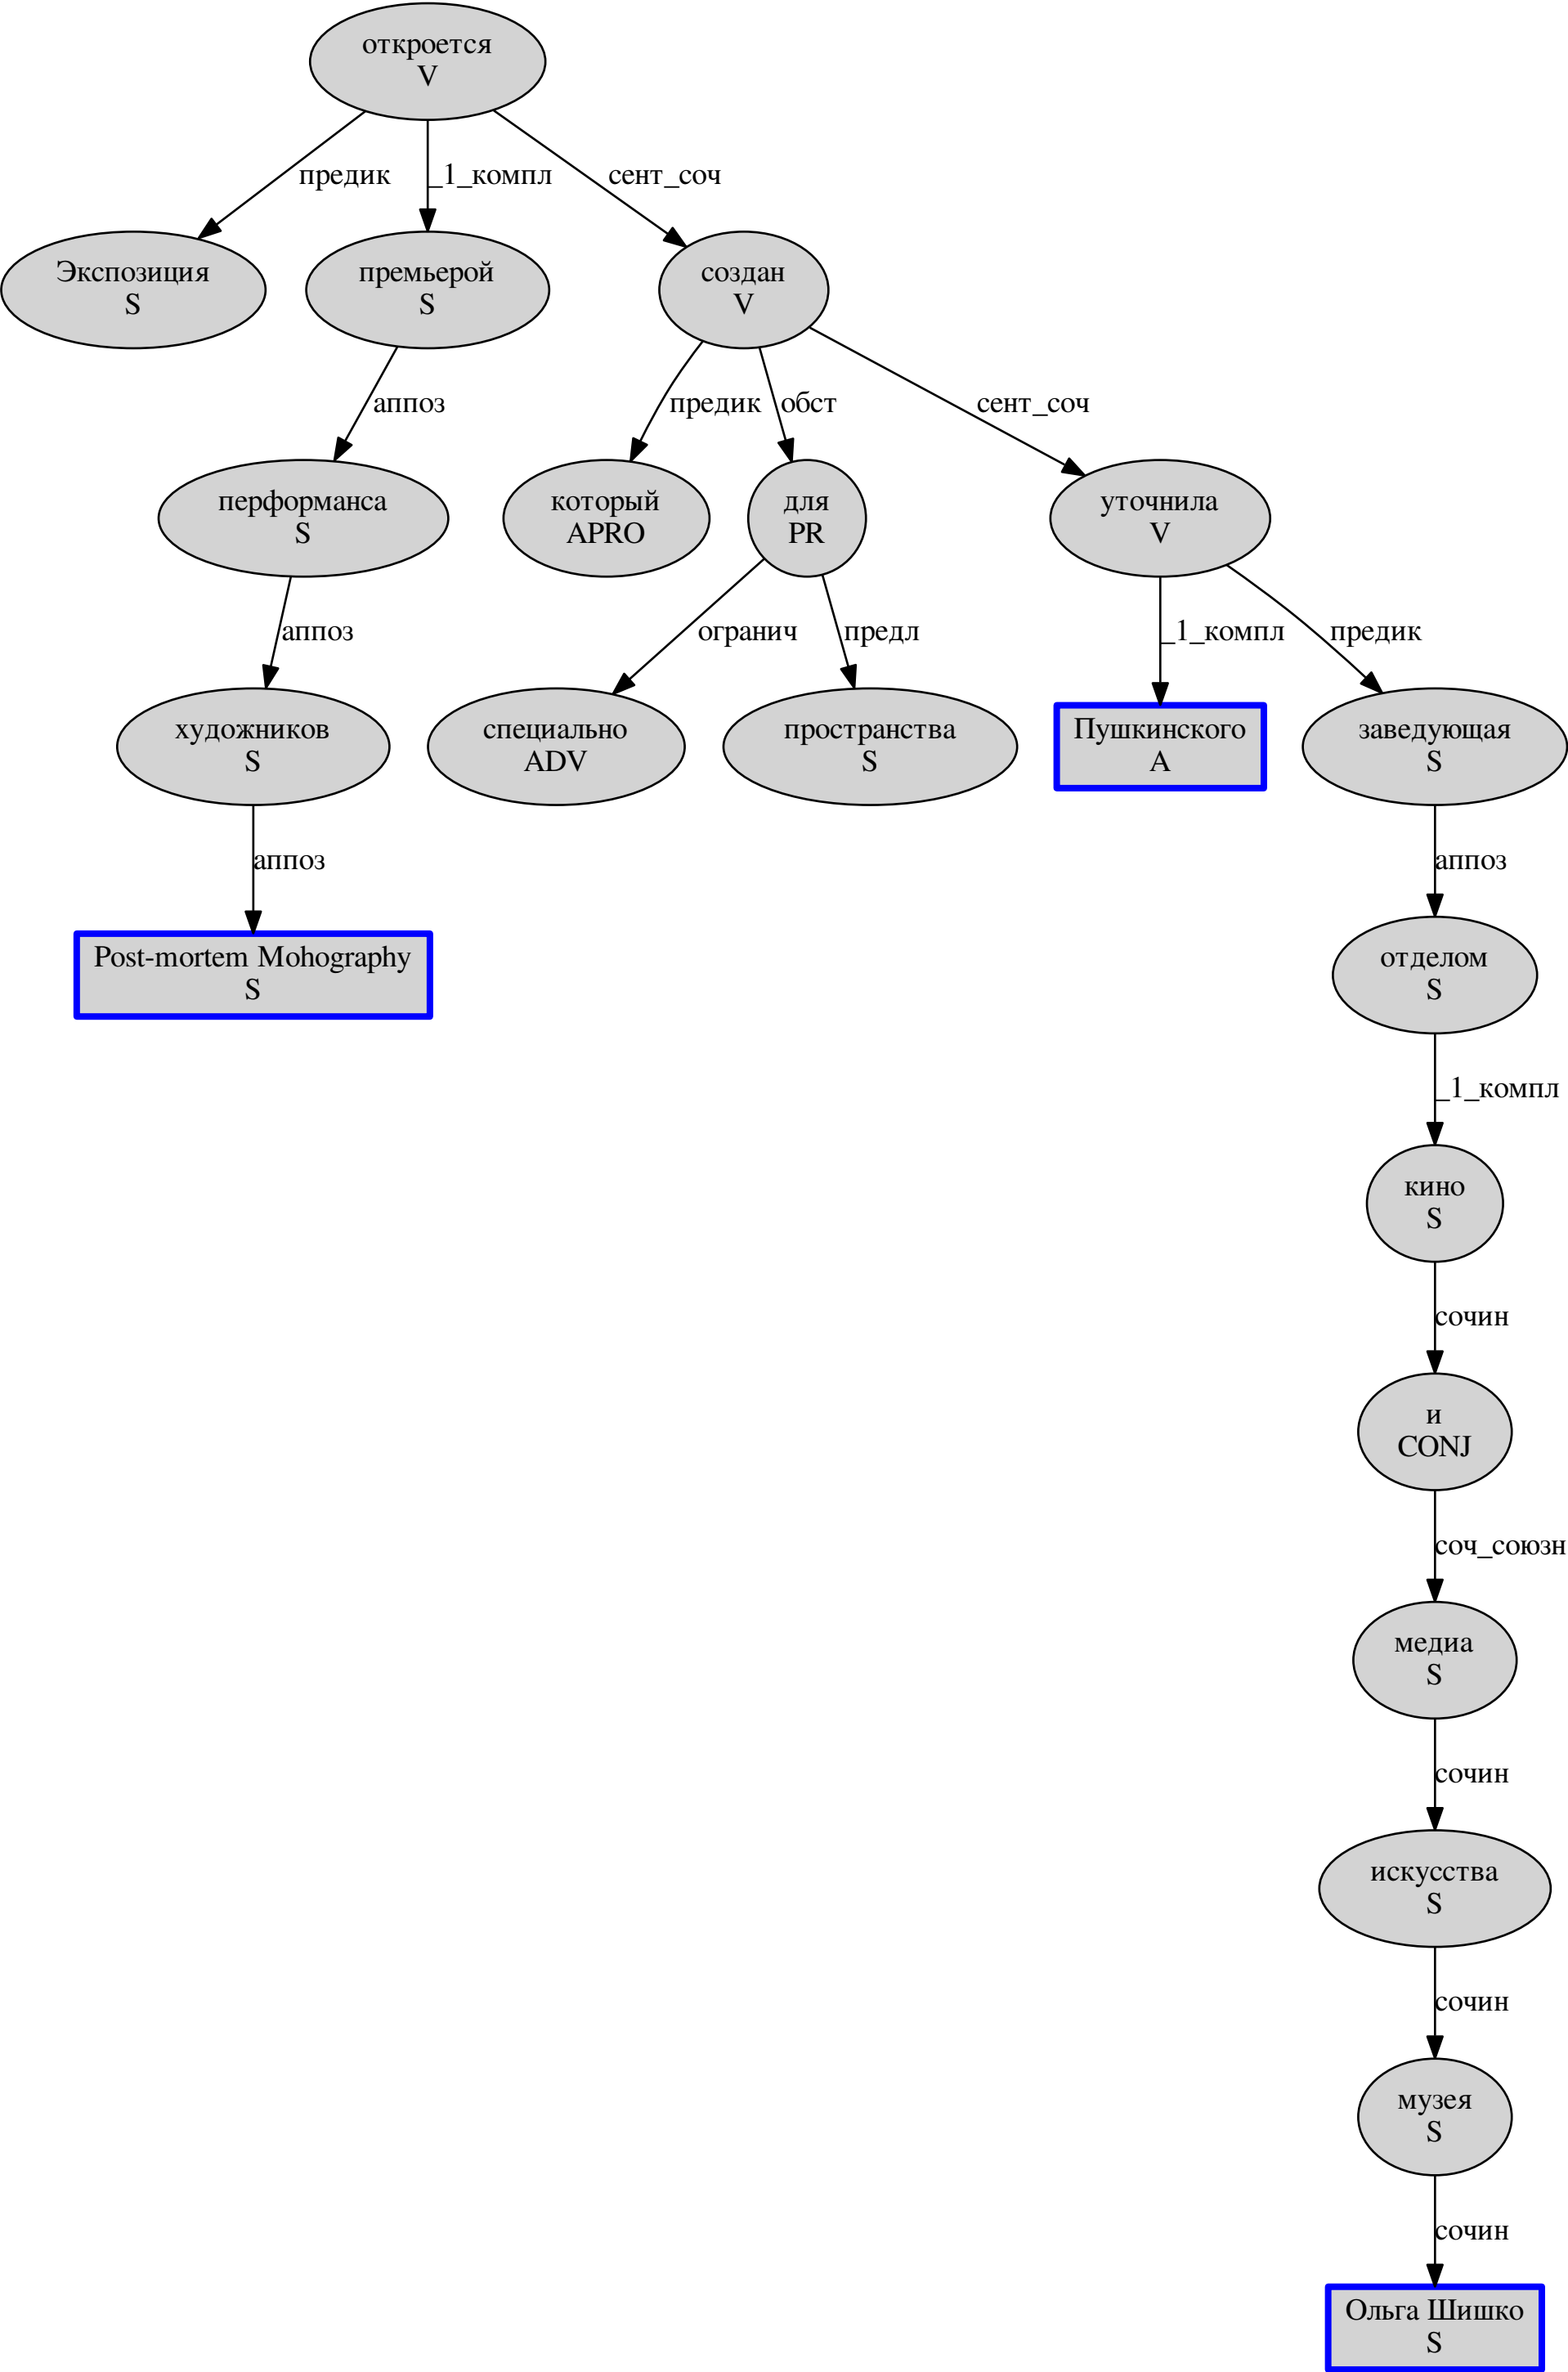 откроется
V
предик
_1_компл
сент_соч
Экспозиция
S
премьерой
S
создан
V
аппоз
предик
обст
сент_соч
перформанса
S
который
APRO
для
PR
уточнила
V
аппоз
огранич
предл
_1_компл
предик
художников
S
специально
ADV
пространства
S
Пушкинского
A
заведующая
S
аппоз
аппоз
Post-mortem Mohography
S
отделом
S
_1_компл
кино
S
сочин
и
CONJ
соч_союзн
медиа
S
сочин
искусства
S
сочин
музея
S
сочин
Ольга Шишко
S